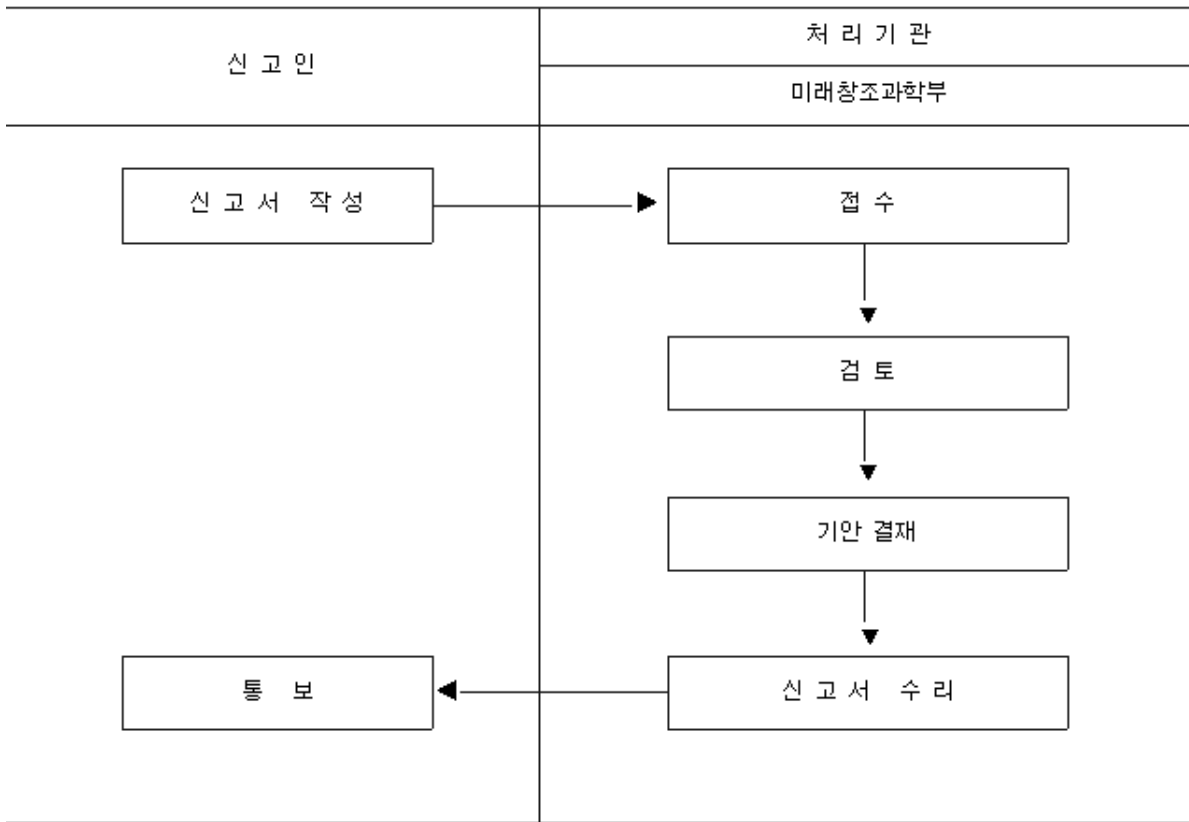 신 고 인
처 리 기 관
미래창조과학부
신 고 서 작 성
접 수
검 토
기안 결재
신 고 서 수 리
통 보